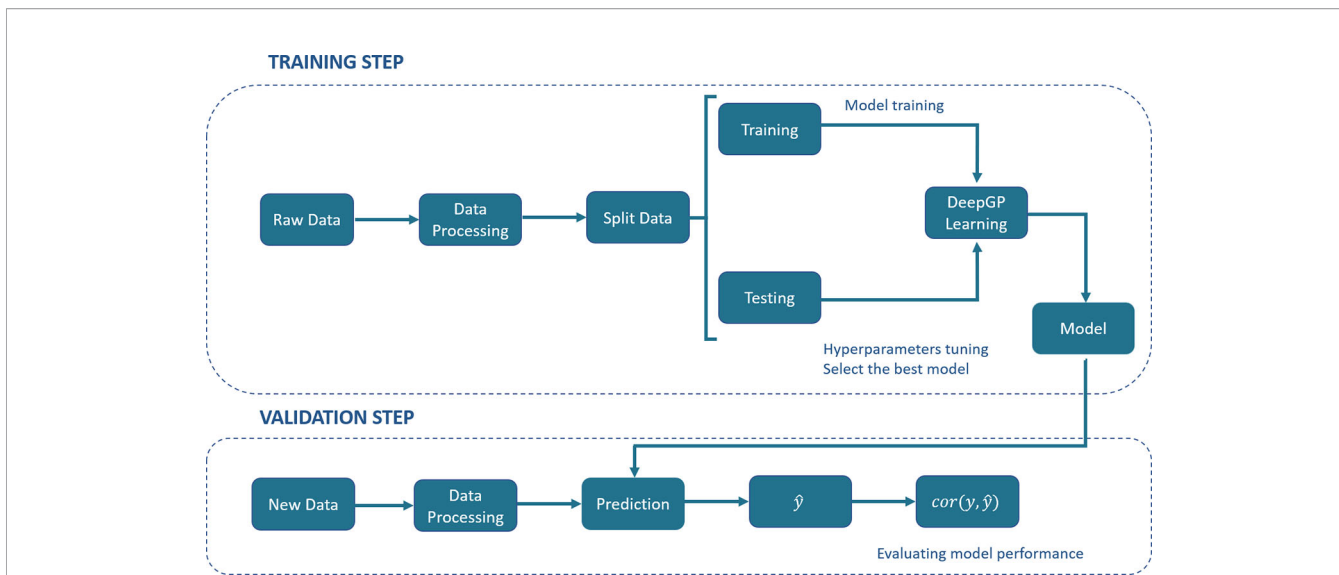 TRAINING STEP
Training
Model training
Raw Data
Data
Processing
Split Data
DeepGP
Learning
Testing
Model
Hyperparameters tuning
Select the best model
VALIDATION STEP
New Data
Data
Processing
Prediction
ŷ
cor(y, ŷ)
Evaluating model performance